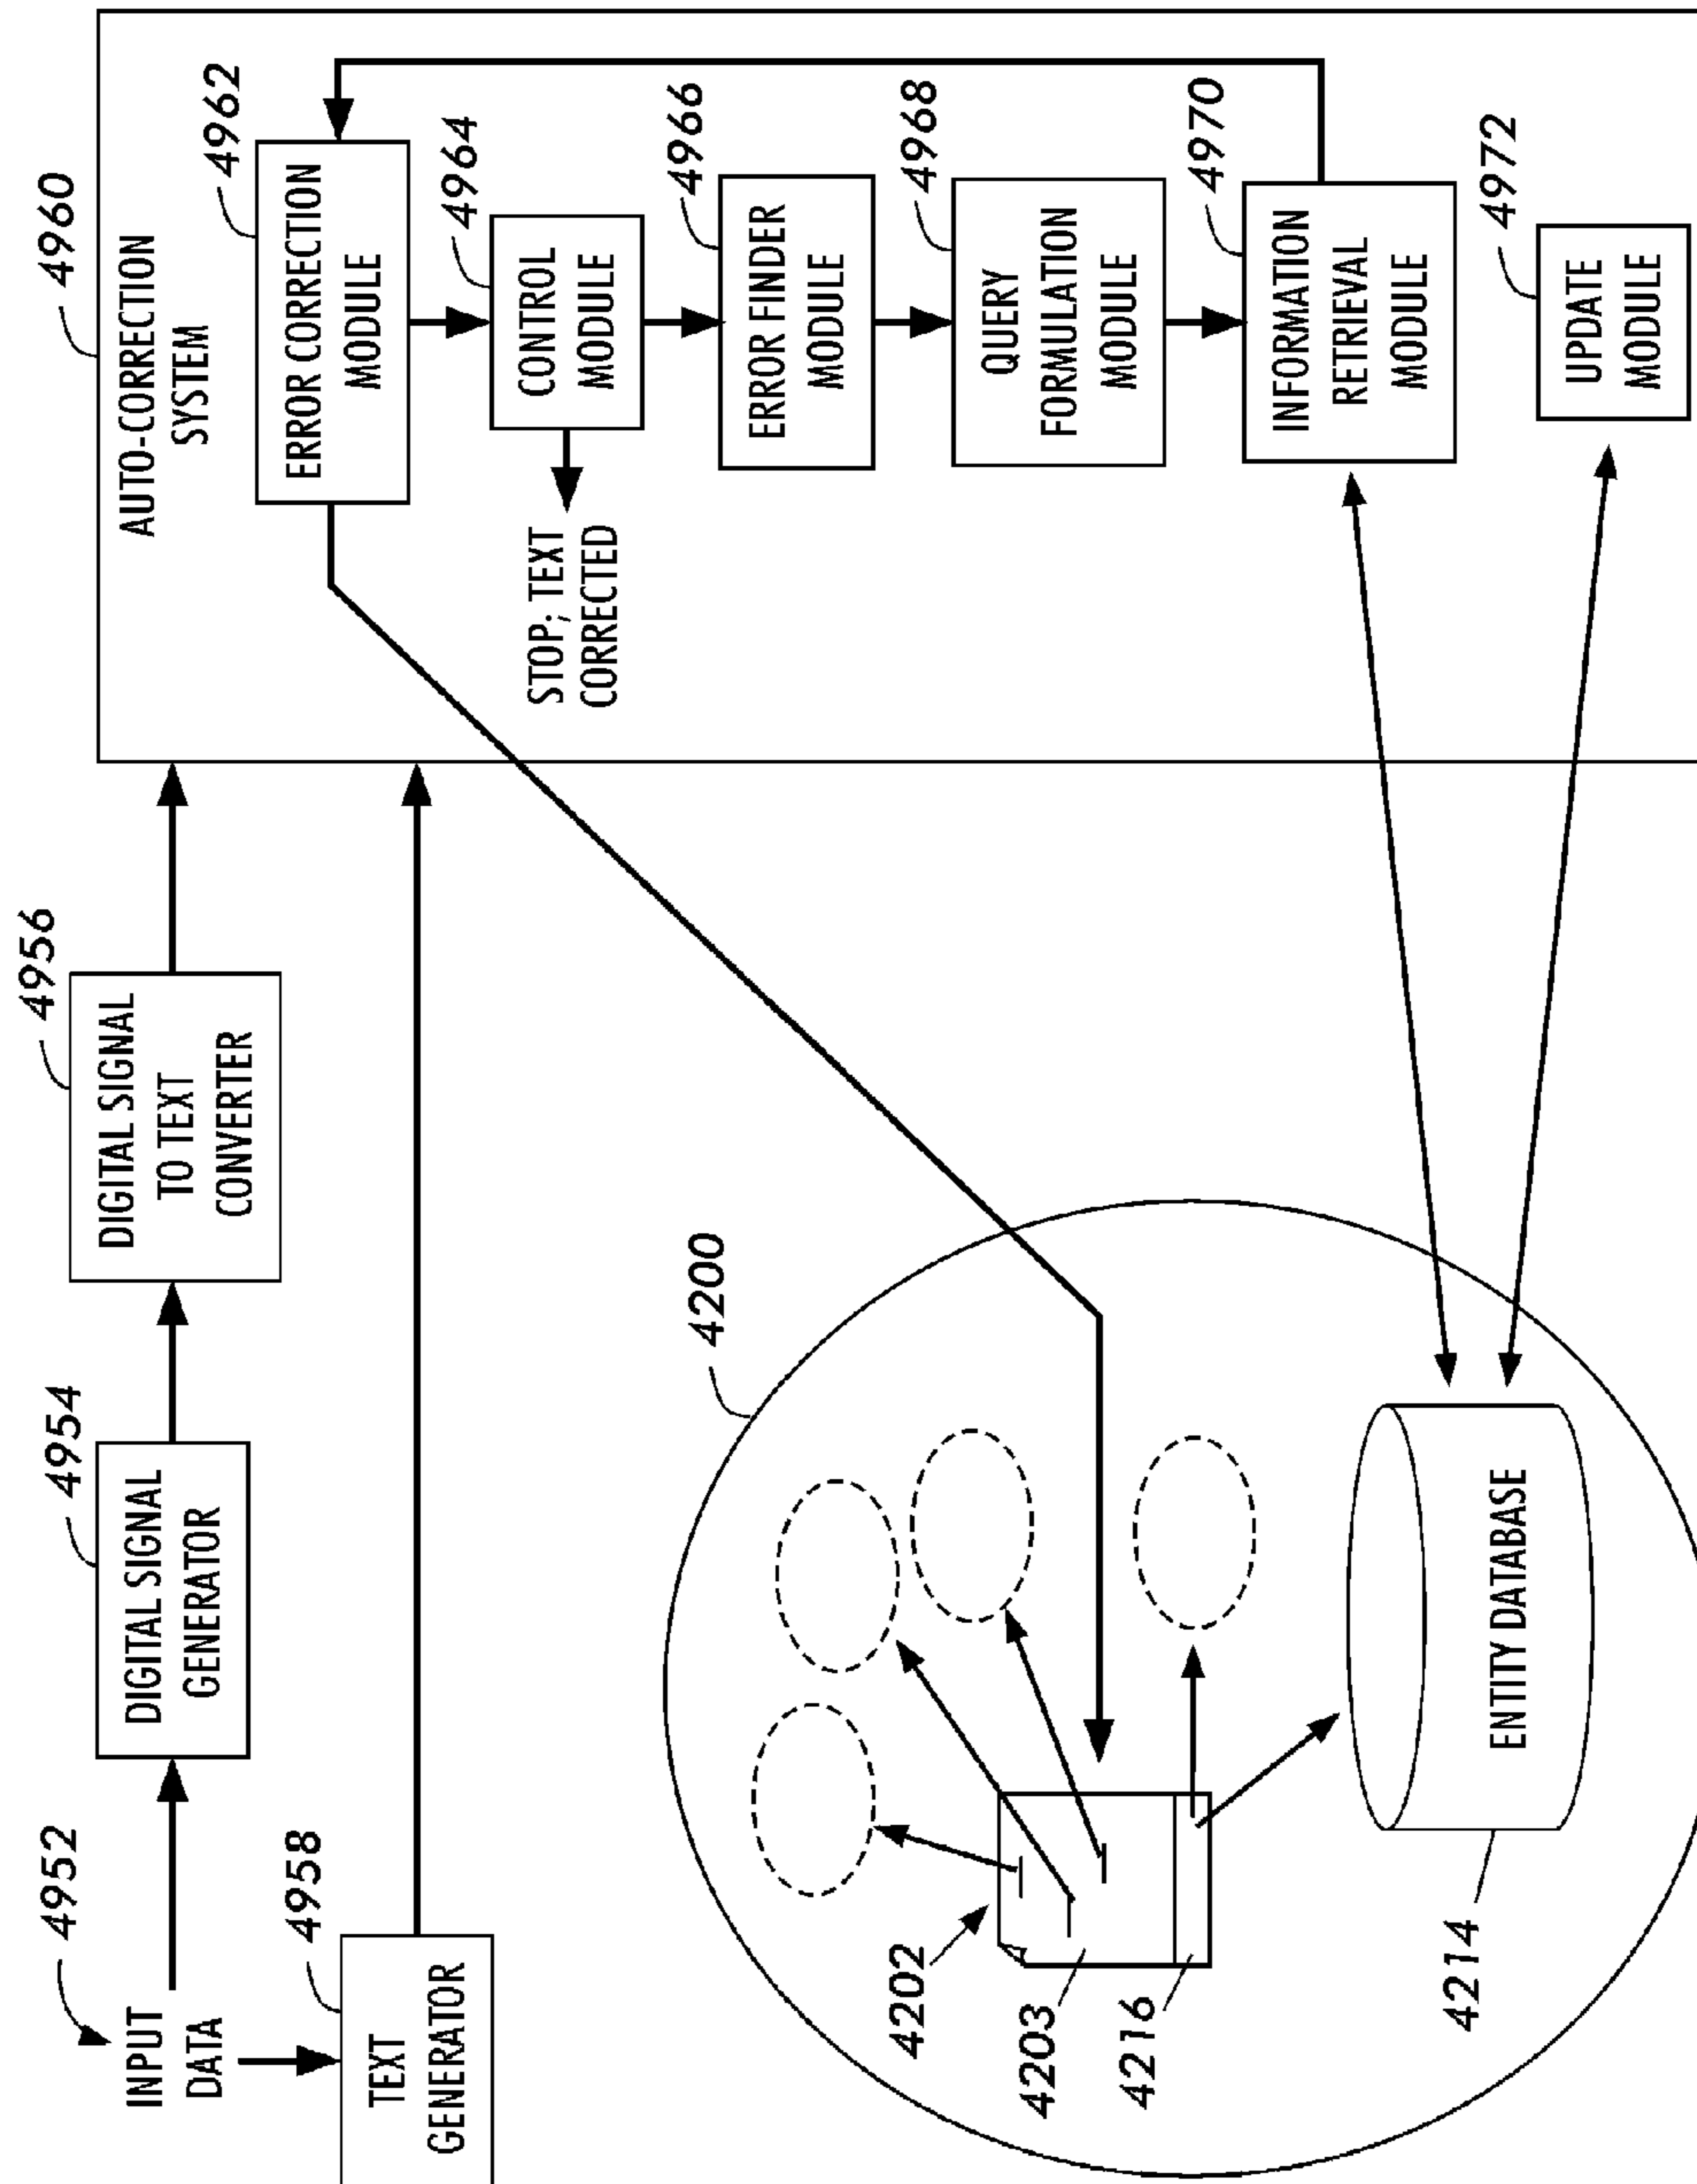 4952
INPUT
DATA
4954
DIGITAL SIGNAL
GENERATOR
4956
DIGITAL SIGNAL
TO TEXT
CONVERTER
4958
TEXT
GENERATOR
4960
AUTO-CORRECTION
SYSTEM
4962
ERROR CORRECTION
MODULE
4964
CONTROL
MODULE
STOP; TEXT
CORRECTED
4966
ERROR FINDER
MODULE
4968
QUERY
FORMULATION
MODULE
4970
INFORMATION
RETRIEVAL
MODULE
4972
UPDATE
MODULE
4200
4202
4203
4216
4214
ENTITY DATABASE